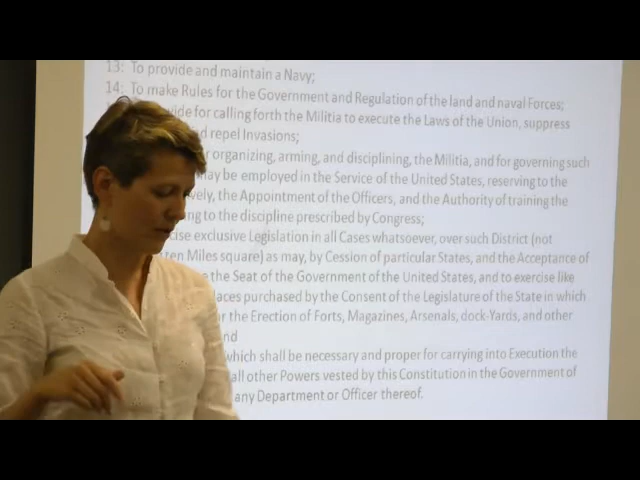 13: To provide and maintain a Navy;
14: To make Rules for the Government and Regulation of the land and naval Forces;
vide for calling forth the Militia to execute the Laws of the Union, suppress
d repel Invasions;
r organizing, arming, and disciplining, the Militia, and for governing such
may be employed in the Service of the United States, reserving to the
vely, the Appointment of the Officers, and the Authority of training the
ng to the discipline prescribed by Congress;
cise exclusive Legislation in all Cases whatsoever, over such District (not
ten Miles square) as may, by Cession of particular States, and the Acceptance of
the Seat of the Government of the United States, and to exercise like
laces purchased by the Consent of the Legislature of the State in which
r the Erection of Forts, Magazines, Arsenals, dock-Yards, and other
nd
which shall be necessary and proper for carrying into Execution the
all other Powers vested by this Constitution in the Government of
any Department or Officer thereof.